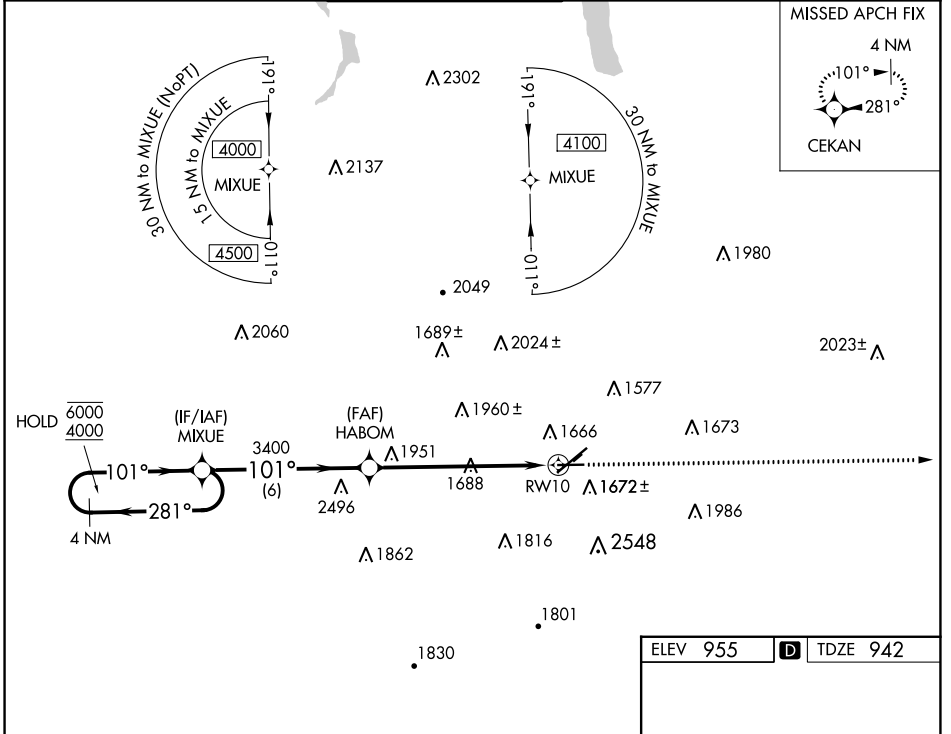 MISSED APCH FIX
4 NM
101°
281°
CEKAN
30 NM to MIXUE (NoPT)
15 NM to MIXUE
191°
4000
MIXUE
4500
011°
2302
2137
191°
4100
MIXUE
30 NM to MIXUE
011°
1980
2049
2060
1689±
2024±
2023±
1577
HOLD 6000
4000
(IF/IAF)
MIXUE
3400
101°
(6)
(FAF)
HABOM
1960±
1951
1666
1673
101°
281°
4 NM
2496
1688
RW10
1672±
1986
1862
1816
2548
1801
1830
ELEV 955 D TDZE 942